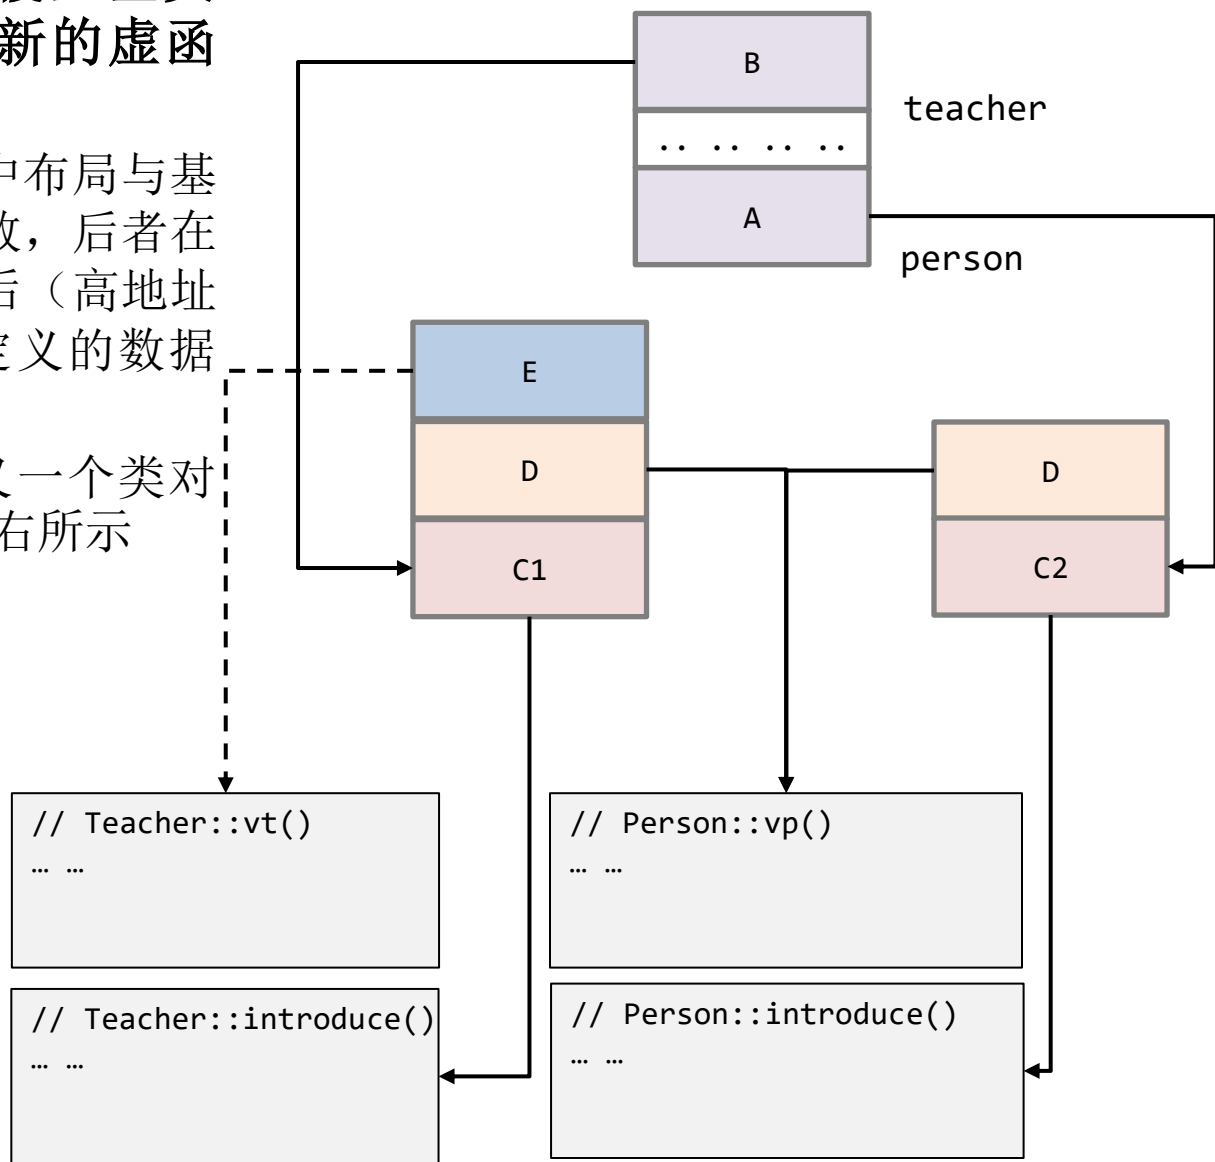 新的虚函
中布局与基
数，后者在
后（高地址
定义的数据
义一个类对
右所示
B
teacher
.. .. .. ..
A
person
E
D
D
C1
C2
// Teacher::vt()
… …
// Person::vp()
… …
// Teacher::introduce()
… …
// Person::introduce()
… …